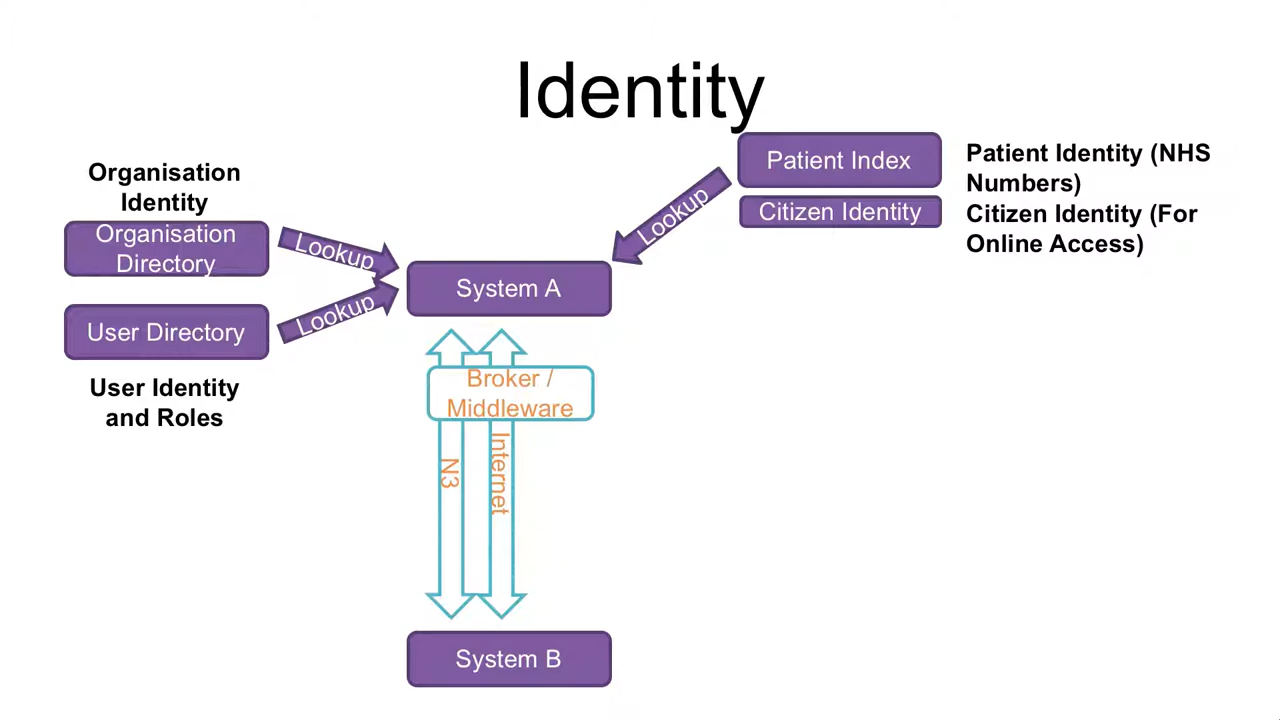 Identity
Organisation
Identity
Organisation
Directory
Lookup
User Directory
Lookup
User Identity
and Roles
Patient Index
Citizen Identity
Lookup
Patient Identity (NHS
Numbers)
Citizen Identity (For
Online Access)
System A
Broker /
Middleware
N3
Internet
System B